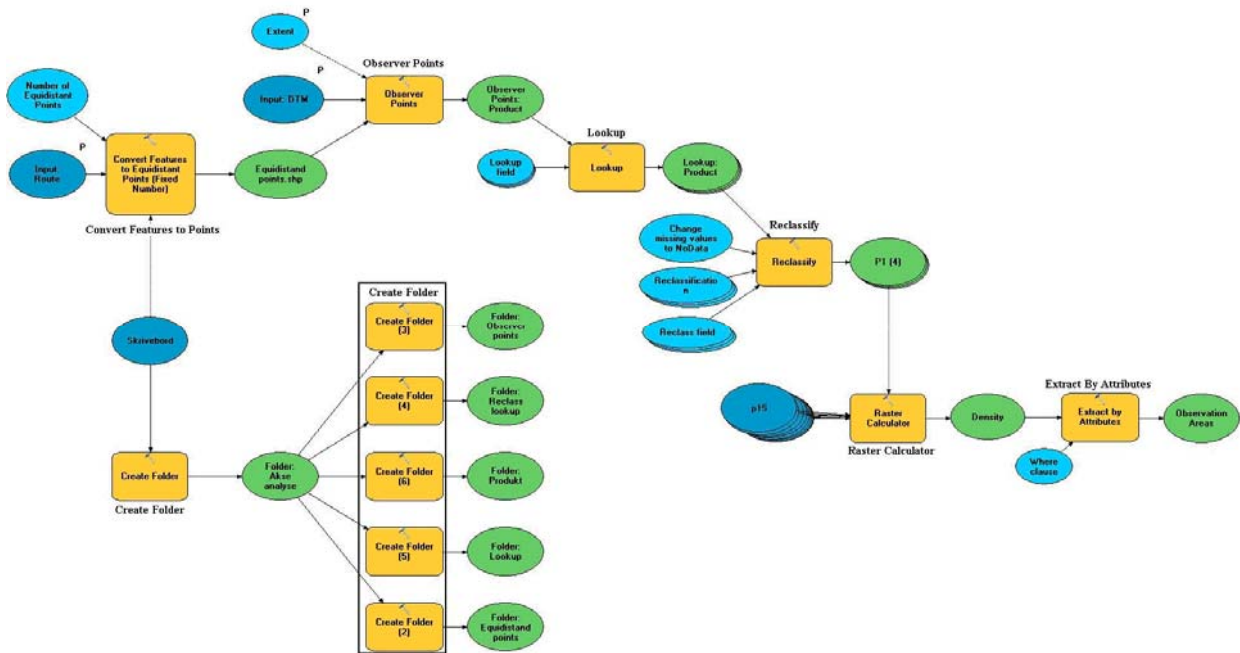 P
Extent
Observer Points
P
Number of
Equidistant
Points
Input: DTM
Observer
Points
Observer
Points:
Product
P
Lookup
Input:
Route
Convert Features
to Equidistant
Points (Fixed
Number)
Equidistand
points.shp
Lookup
field
Lookup
Lookup:
Product
Convert Features to Points
Reclassify
Change
missing values
to NoData
Reclassify
P1 (4)
Reclassificatio
n
Reclass field
Create Folder
Create Folder
(3)
Folder:
Observer
points
Skrivebord
Create Folder
(4)
Folder:
Reclass
lookup
Extract By Attributes
p15
Raster
Calculator
Density
Extract by
Attributes
Observation
Areas
Raster Calculator
Where
clause
Create Folder
Folder:
Akse
analyse
Create Folder
(6)
Folder:
Produkt
Create Folder
Create Folder
(5)
Folder:
Lookup
Create Folder
(2)
Folder:
Equidistand
points